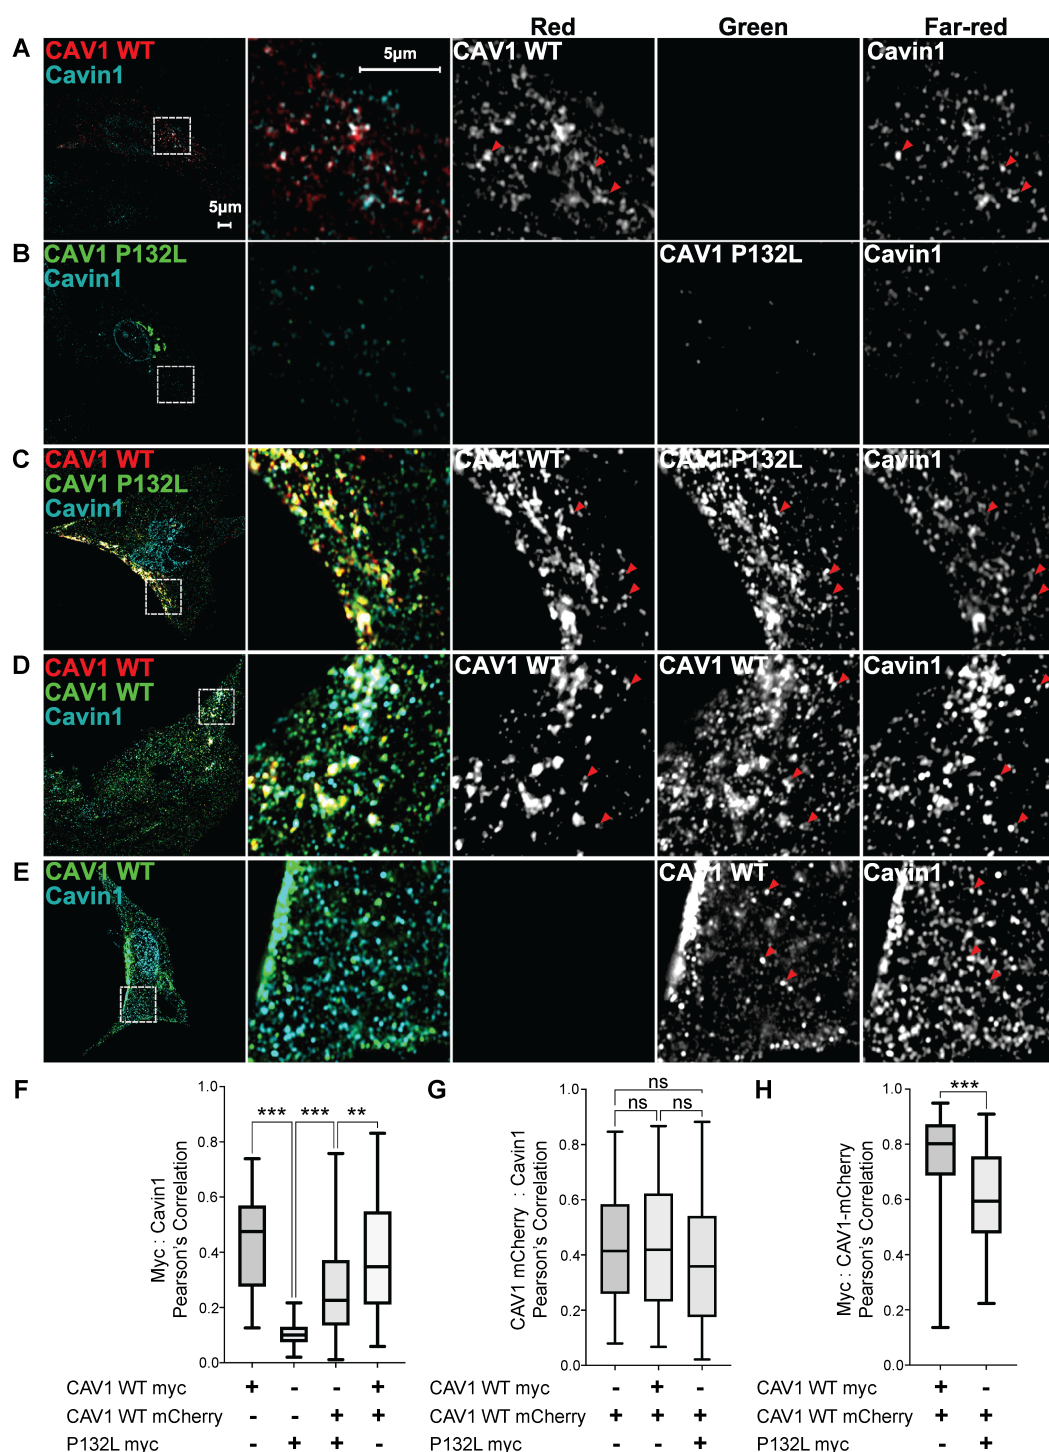 Red Green Far-red
A CAV1 WT Cavin1 5µm 5µm CAV1 WT Cavin1
B CAV1 P132L Cavin1 CAV1 P132L Cavin1
C CAV1 WT CAV1 P132L Cavin1 CAV1 WT CAV1 P132L Cavin1
D CAV1 WT CAV1 WT Cavin1 CAV1 WT CAV1 WT Cavin1
E CAV1 WT Cavin1 CAV1 WT Cavin1
F
Myc : Cavin1
Pearson's Correlation
1.0
0.8
0.6
0.4
0.2
0.0
*** *** **
CAV1 WT myc + - - +
CAV1 WT mCherry - - + +
P132L myc - + + -
G
CAV1 mCherry : Cavin1
Pearson's Correlation
1.0
0.8
0.6
0.4
0.2
0.0
ns
ns ns
CAV1 WT myc - + -
CAV1 WT mCherry + + +
P132L myc - - +
H
Myc : CAV1-mCherry
Pearson's Correlation
1.0
0.8
0.6
0.4
0.2
0.0
***
CAV1 WT myc + -
CAV1 WT mCherry + +
P132L myc - +